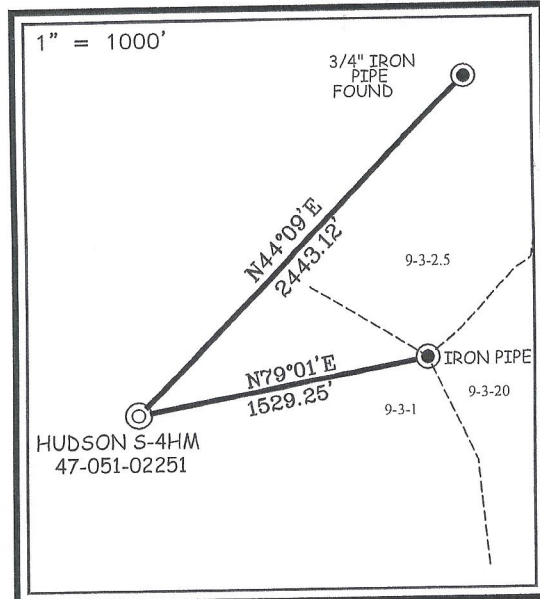 1" = 1000'
3/4" IRON
PIPE
FOUND
N44°09'E
2443.12'
9-3-2.5
IRON PIPE
N79°01'E
1529.25'
9-3-20
9-3-1
HUDSON S-4HM
47-051-02251